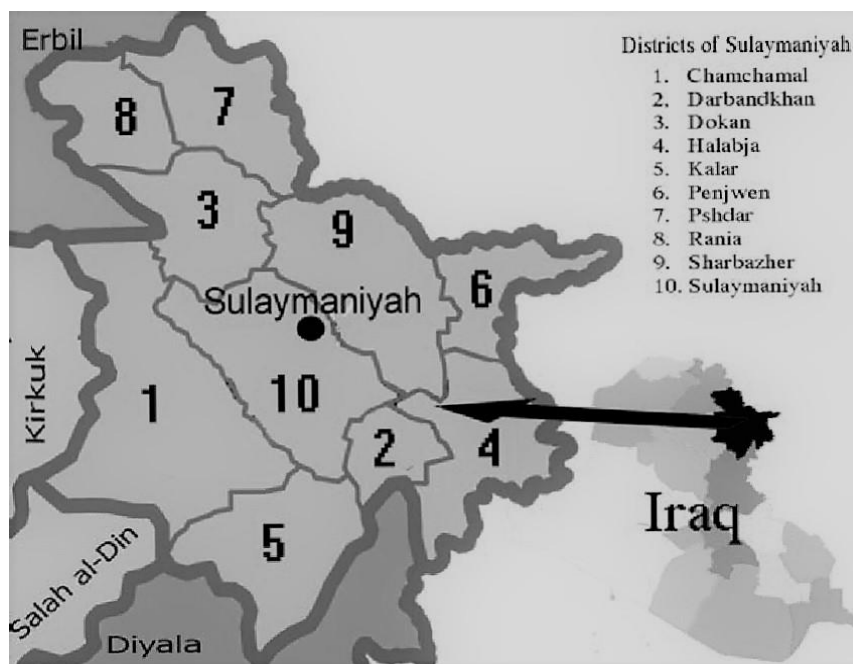 Erbil
Districts of Sulaymaniyah
1. Chamchamal
2. Darbandkhan
3. Dokan
4. Halabja
5. Kalar
6. Penjwen
7. Pshdar
8. Rania
9. Sharbazher
10. Sulaymaniyah
7
8
3
9
6
Sulaymaniyah
1
10
2
4
5
Kirkuk
Iraq
Salah al-Din
Diyala